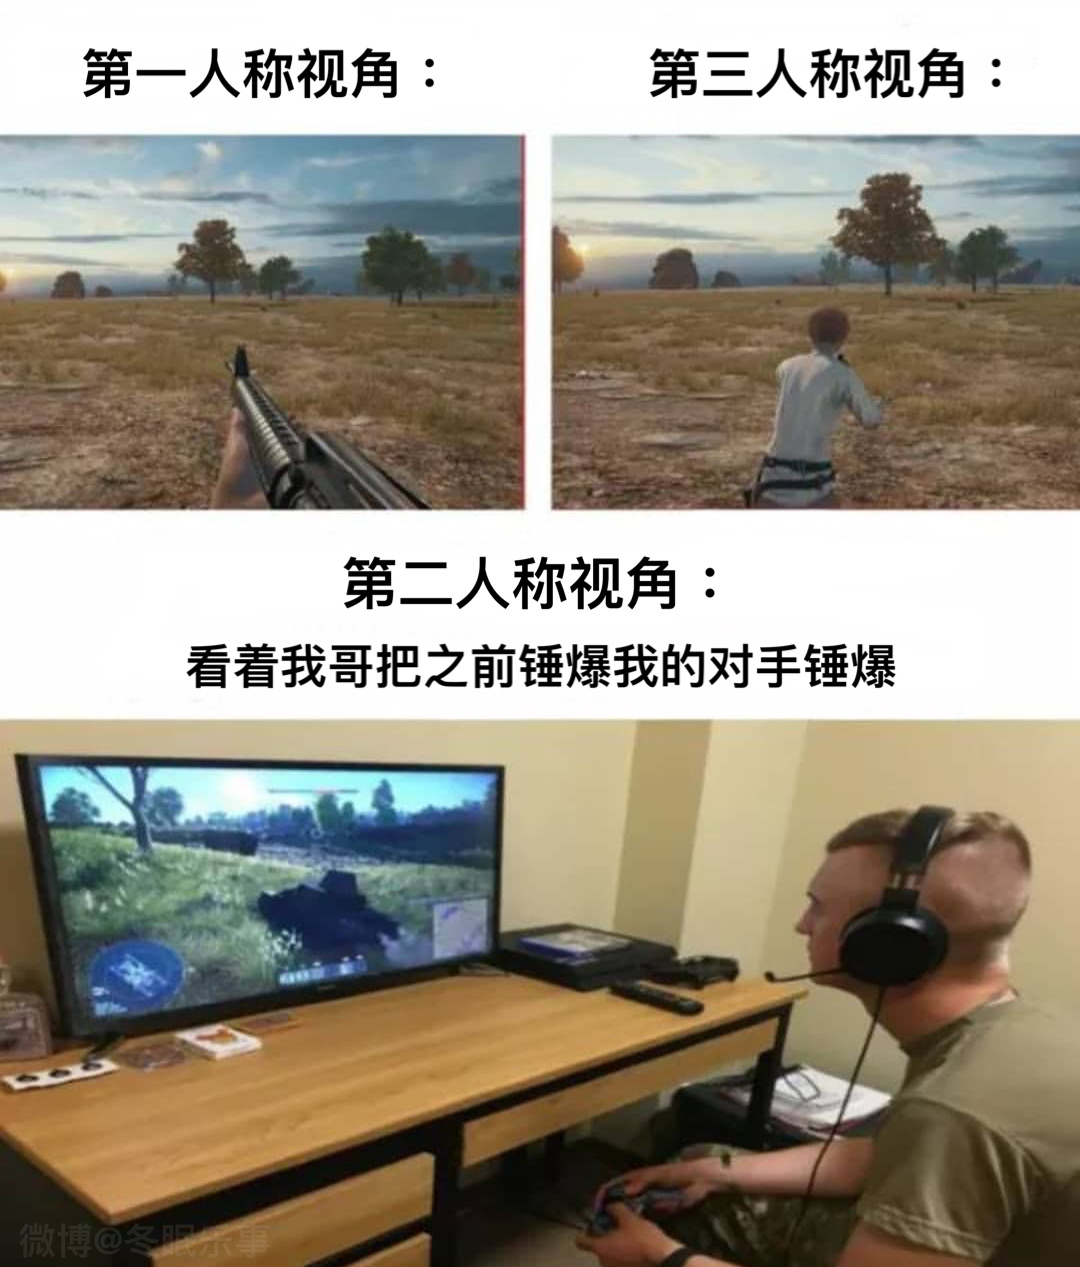 第一人称视角：
第三人称视角：
第二人称视角：
看着我哥把之前锤爆我的对手锤爆
微博@冬眠乐事